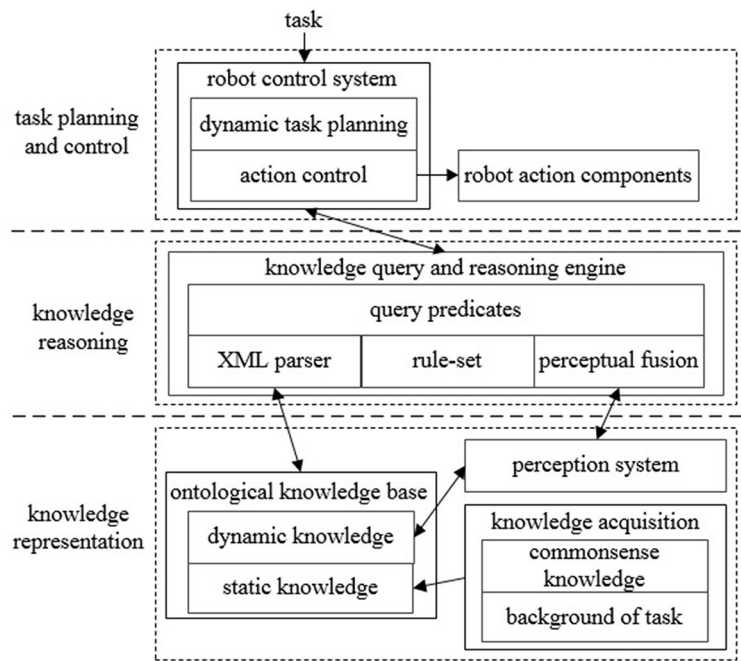 task
task planning
and control
robot control system
dynamic task planning
action control
robot action components
knowledge
reasoning
knowledge query and reasoning engine
query predicates
XML parser
rule-set
perceptual fusion
knowledge
representation
ontological knowledge base
dynamic knowledge
static knowledge
perception system
knowledge acquisition
commonsense
knowledge
background of task